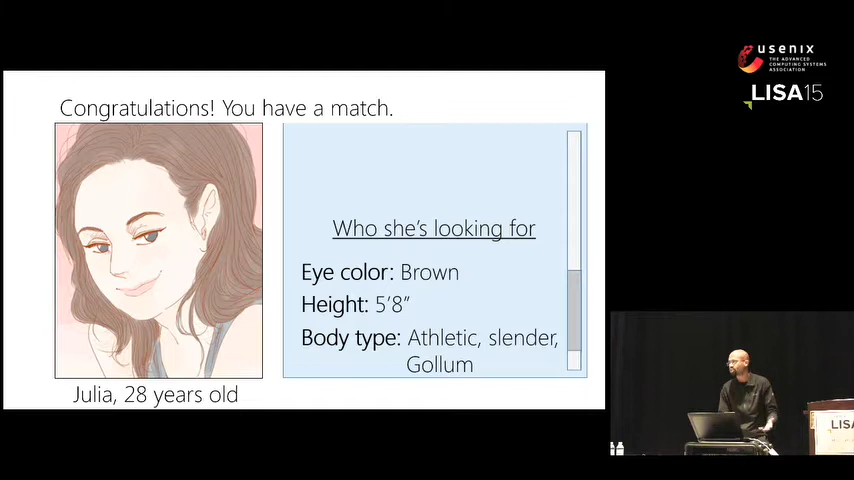 usenix
THE ADVANCED
COMPUTING SYSTEMS
ASSOCIATION
LISA15
Congratulations! You have a match.
Who she's looking for
Eye color: Brown
Height: 5'8"
Body type: Athletic, slender,
Gollum
Julia, 28 years old
LISA